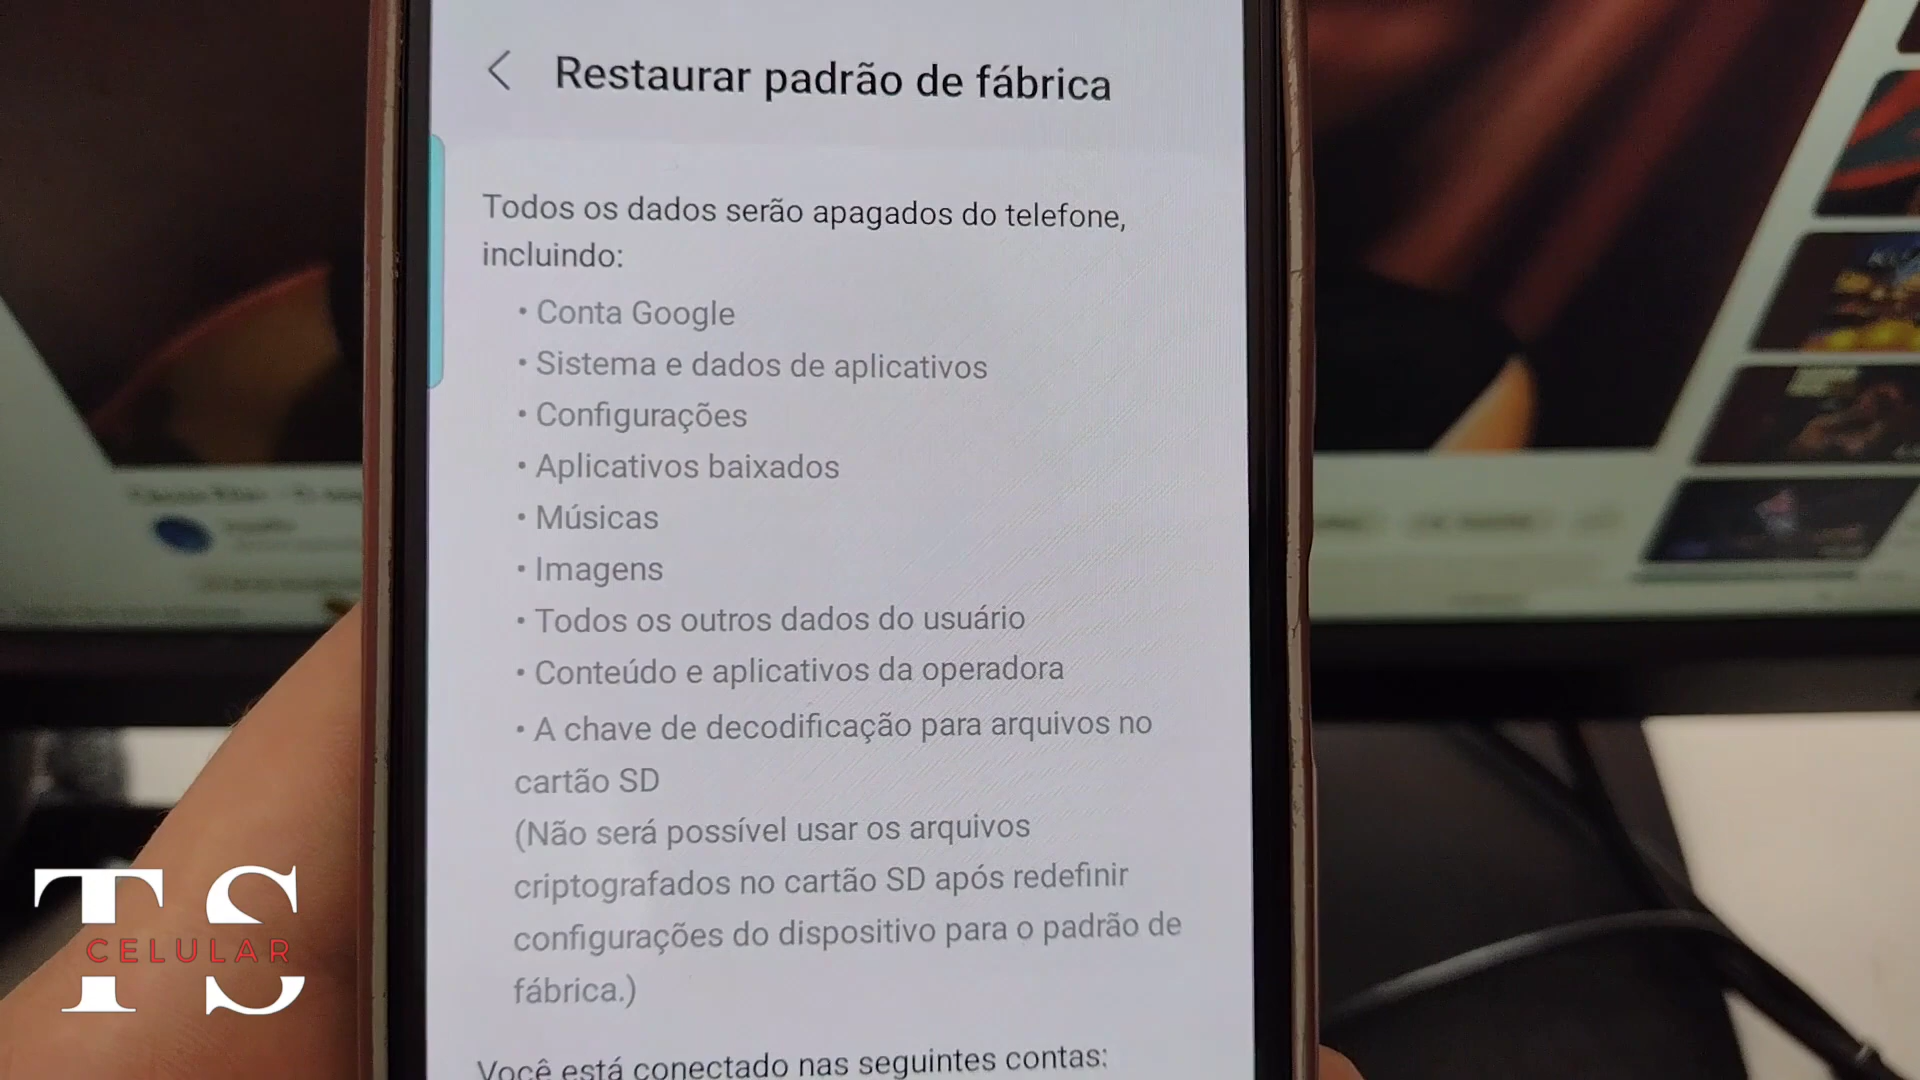 Restaurar padrão de fábrica
Todos os dados serão apagados do telefone,
incluindo:
• Conta Google
• Sistema e dados de aplicativos
• Configurações
• Aplicativos baixados
• Músicas
• Imagens
• Todos os outros dados do usuário
• Conteúdo e aplicativos da operadora
• A chave de decodificação para arquivos no
cartão SD
(Não será possível usar os arquivos
criptografados no cartão SD após redefinir
configurações do dispositivo para o padrão de
fábrica.)
Você está conectado nas seguintes contas:
TS
CELULAR